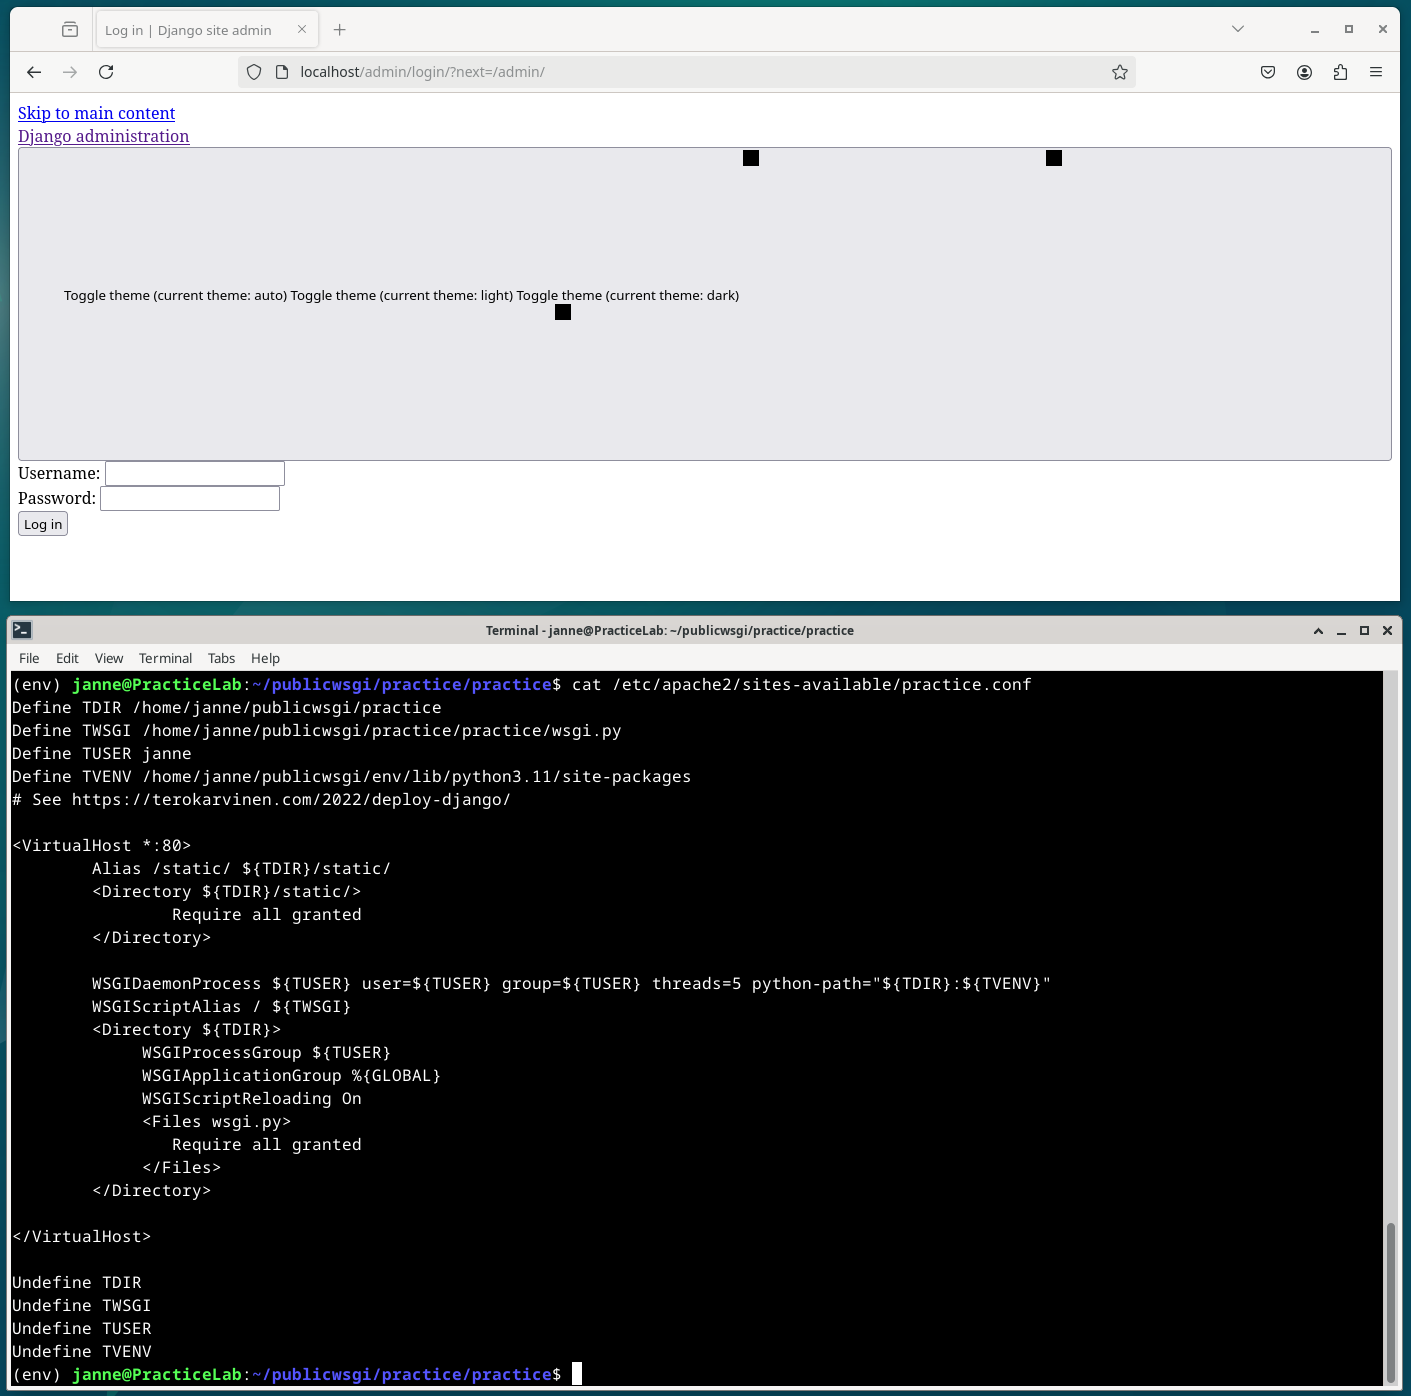 Log in | Django site admin
localhost/admin/login/?next=/admin/
Skip to main content
Django administration
Toggle theme (current theme: auto) Toggle theme (current theme: light) Toggle theme (current theme: dark)
Username:
Password:
Log in
Terminal - janne@PracticeLab: ~/publicwsgi/practice/practice
File Edit View Terminal Tabs Help
(env) janne@PracticeLab:~/publicwsgi/practice/practice$ cat /etc/apache2/sites-available/practice.conf
Define TDIR /home/janne/publicwsgi/practice
Define TWSGI /home/janne/publicwsgi/practice/practice/wsgi.py
Define TUSER janne
Define TVENV /home/janne/publicwsgi/env/lib/python3.11/site-packages
# See https://terokarvinen.com/2022/deploy-django/
<VirtualHost *:80>
Alias /static/ ${TDIR}/static/
<Directory ${TDIR}/static/>
Require all granted
</Directory>
WSGIDaemonProcess ${TUSER} user=${TUSER} group=${TUSER} threads=5 python-path="${TDIR}:${TVENV}"
WSGIScriptAlias / ${TWSGI}
<Directory ${TDIR}>
WSGIProcessGroup ${TUSER}
WSGIApplicationGroup %{GLOBAL}
WSGIScriptReloading On
<Files wsgi.py>
Require all granted
</Files>
</Directory>
</VirtualHost>
Undefine TDIR
Undefine TWSGI
Undefine TUSER
Undefine TVENV
(env) janne@PracticeLab:~/publicwsgi/practice/practice$